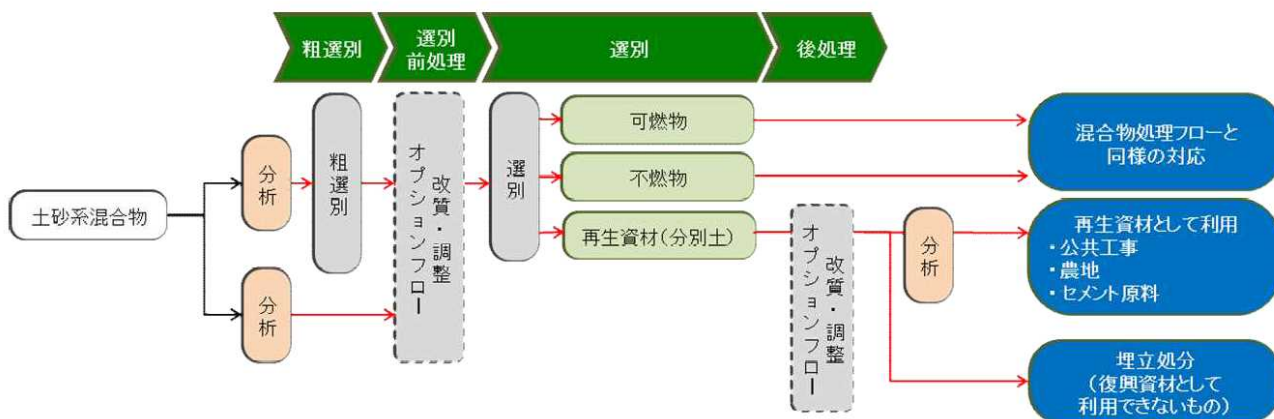 粗選別
選別
前処理
選別
後処理
土砂系混合物
分析
分析
粗選別
改質・調整
オプションフロー
選別
可燃物
不燃物
再生資材(分別土)
改質・調整
オプションフロー
分析
混合物処理フローと
同様の対応
再生資材として利用
・公共工事
・農地
・セメント原料
埋立処分
(復興資材として
利用できないもの)